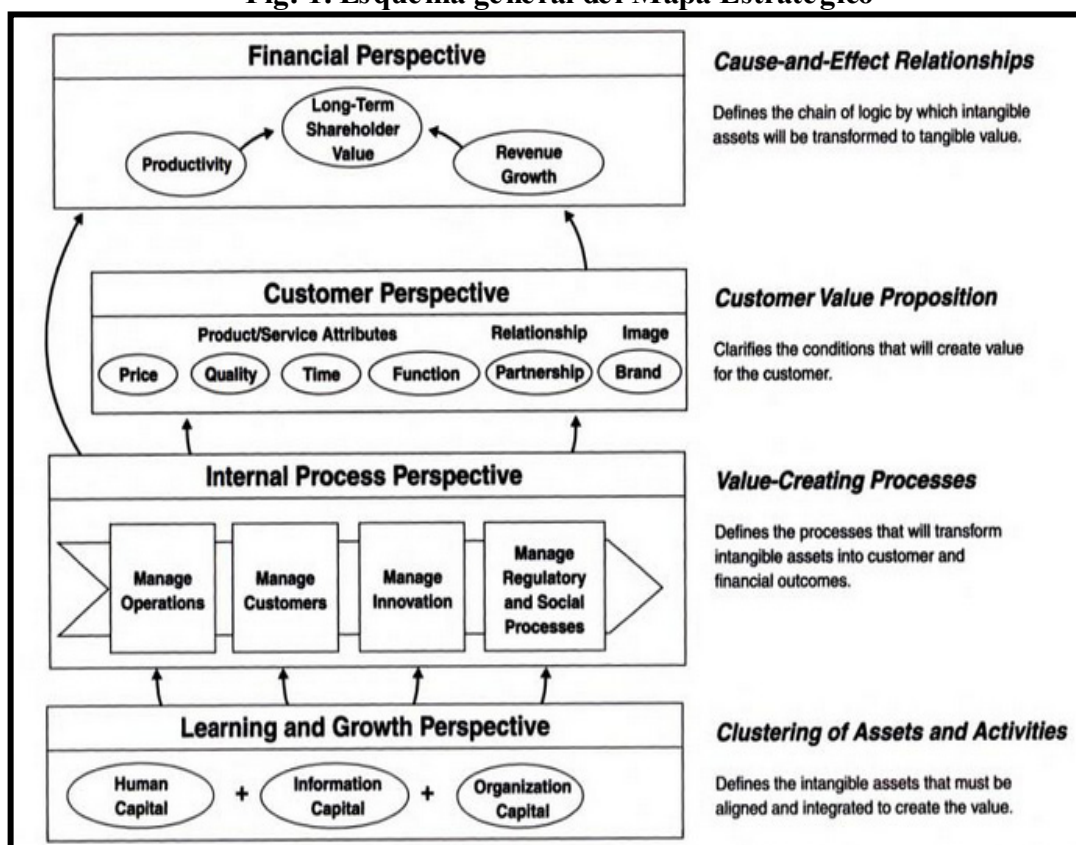 Fig. 1. Esquema general del Mapa Estratégico
Financial Perspective
Long-Term
Shareholder
Value
Productivity
Revenue
Growth
Cause-and-Effect Relationships
Defines the chain of logic by which intangible
assets will be transformed to tangible value.
Customer Perspective
Product/Service Attributes
Relationship
Image
Price
Quality
Time
Function
Partnership
Brand
Customer Value Proposition
Clarifies the conditions that will create value
for the customer.
Internal Process Perspective
Manage
Operations
Manage
Customers
Manage
Innovation
Manage
Regulatory
and Social
Processes
Value-Creating Processes
Defines the processes that will transform
intangible assets into customer and
financial outcomes.
Learning and Growth Perspective
Human
Capital
+
Information
Capital
+
Organization
Capital
Clustering of Assets and Activities
Defines the intangible assets that must be
aligned and integrated to create the value.